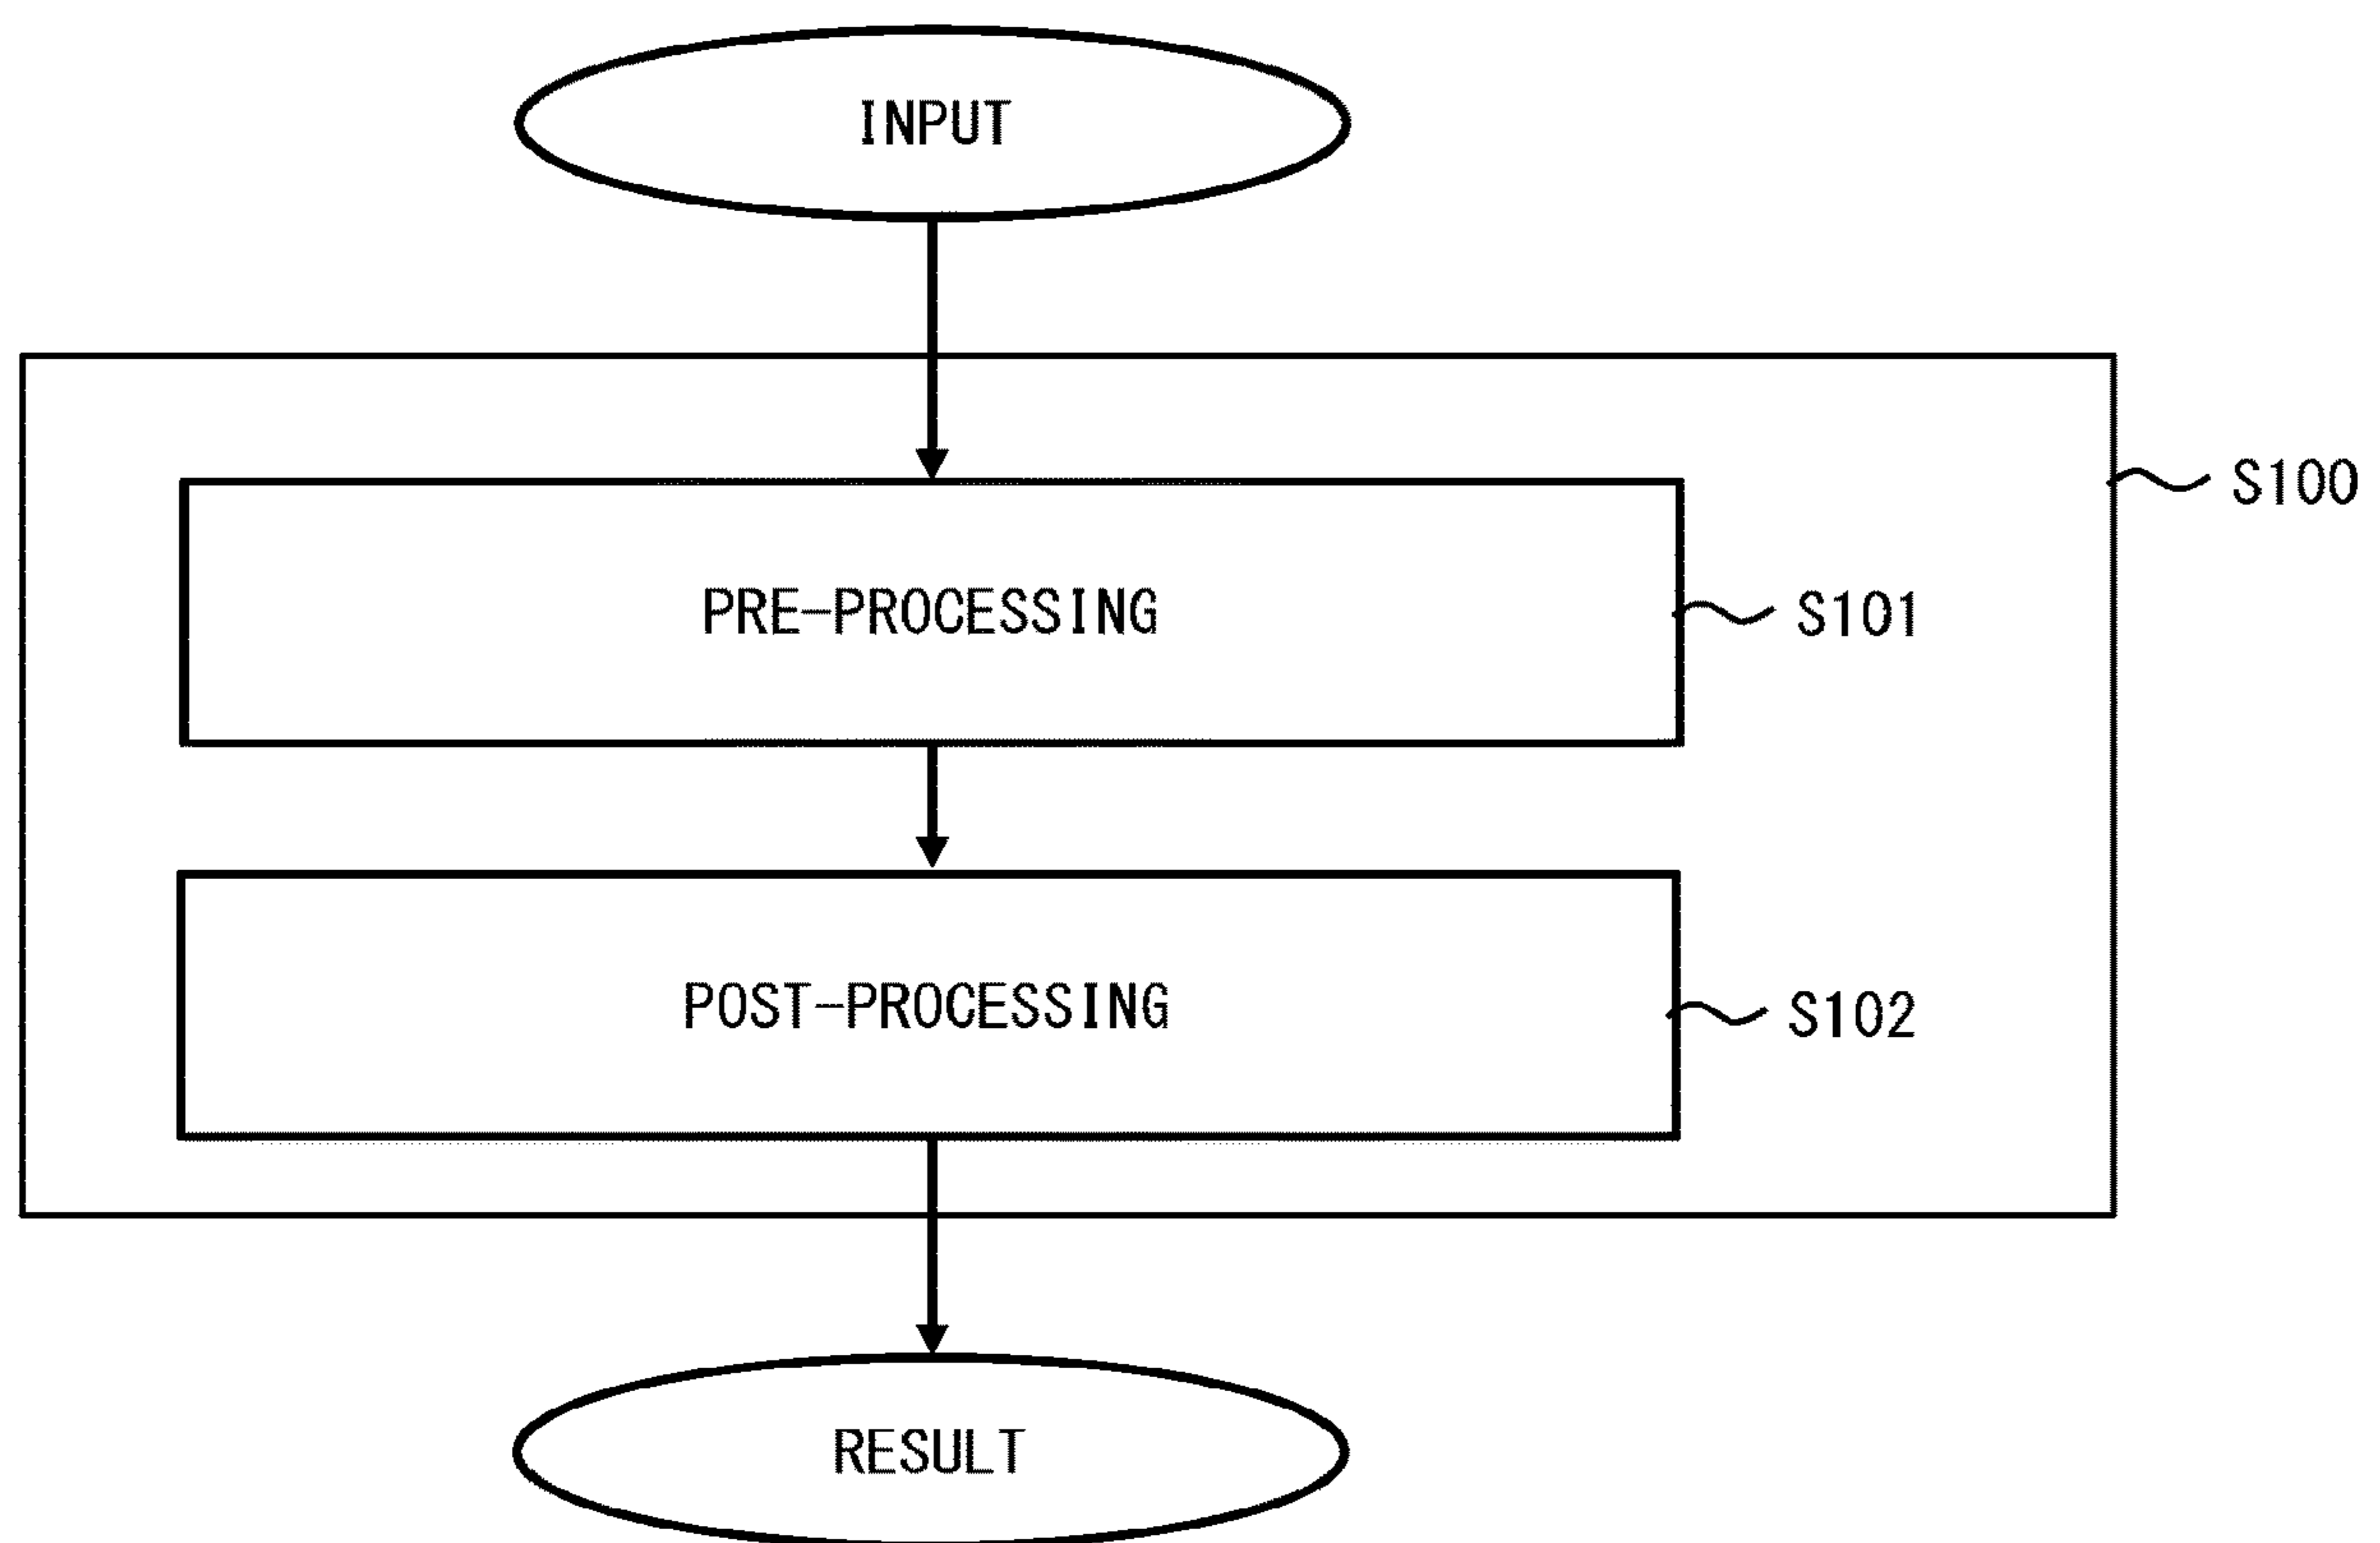 INPUT
S100
PRE-PROCESSING
S101
POST-PROCESSING
S102
RESULT